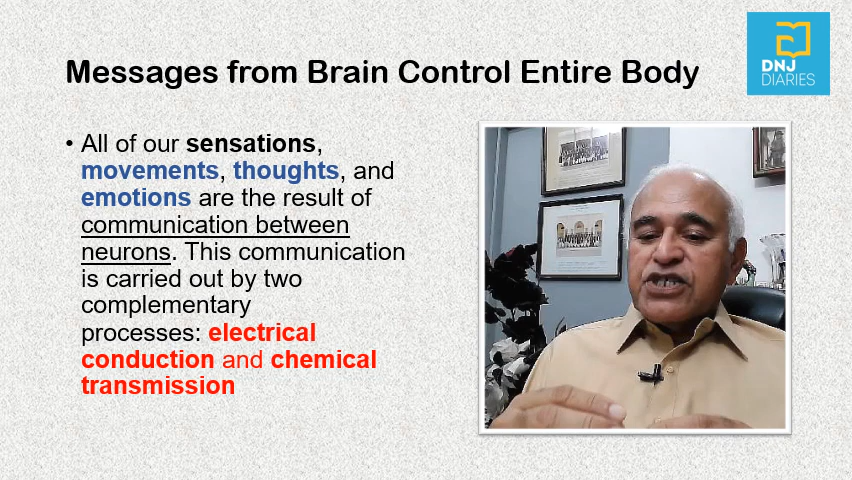 Messages from Brain Control Entire Body
DNJ
DIARIES
• All of our sensations,
movements, thoughts, and
emotions are the result of
communication between
neurons. This communication
is carried out by two
complementary
processes: electrical
conduction and chemical
transmission